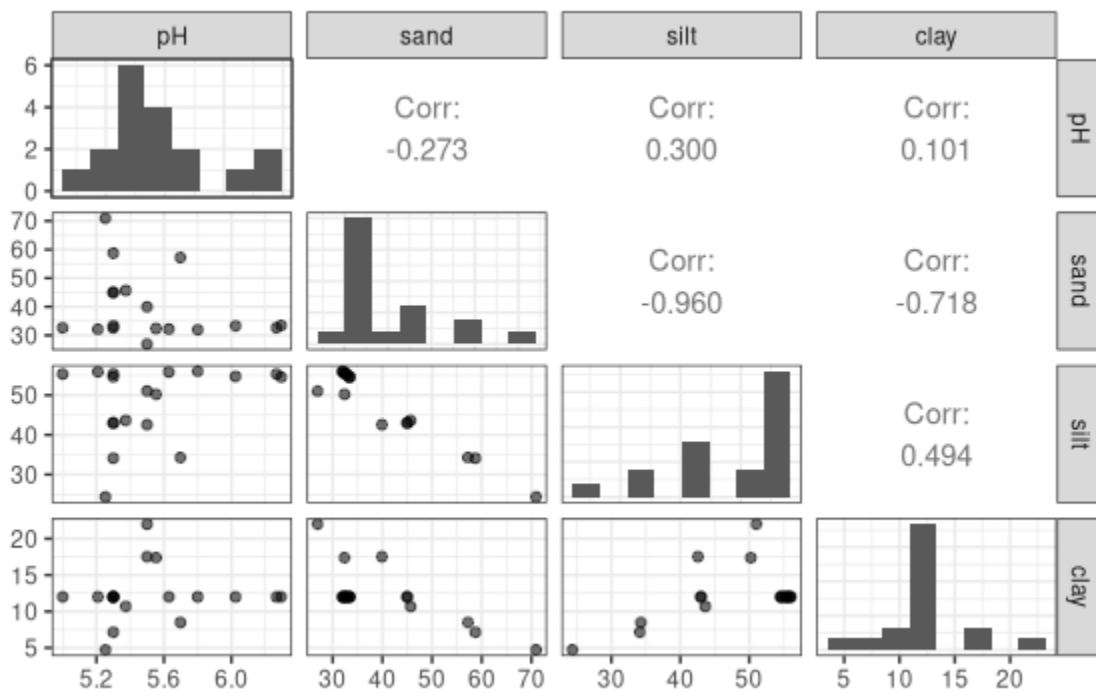 pH sand silt clay
6
4
2
0
Corr:
-0.273
Corr:
0.300
Corr:
0.101
pH
70
60
50
40
30
Corr:
-0.960
Corr:
-0.718
sand
50
40
30
Corr:
0.494
silt
20
15
10
5
clay
5.2 5.6 6.0 30 40 50 60 70 30 40 50 5 10 15 20